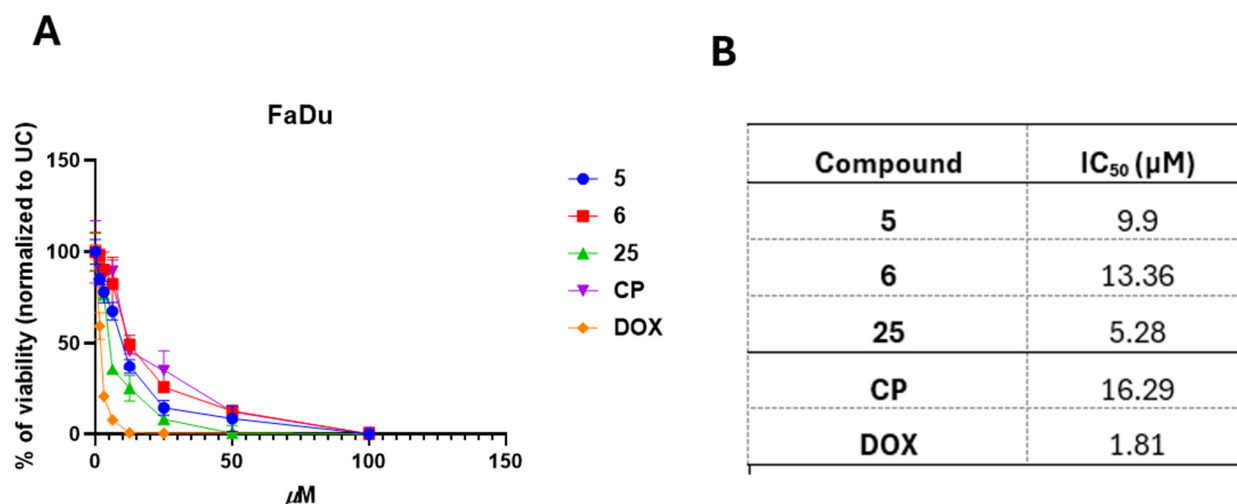 A
B
FaDu
% of viability (normalized to UC)
150
100
50
0
0 50 100 150
μM
5
6
25
CP
DOX
Compound IC₅₀ (μM)
5 9.9
6 13.36
25 5.28
CP 16.29
DOX 1.81